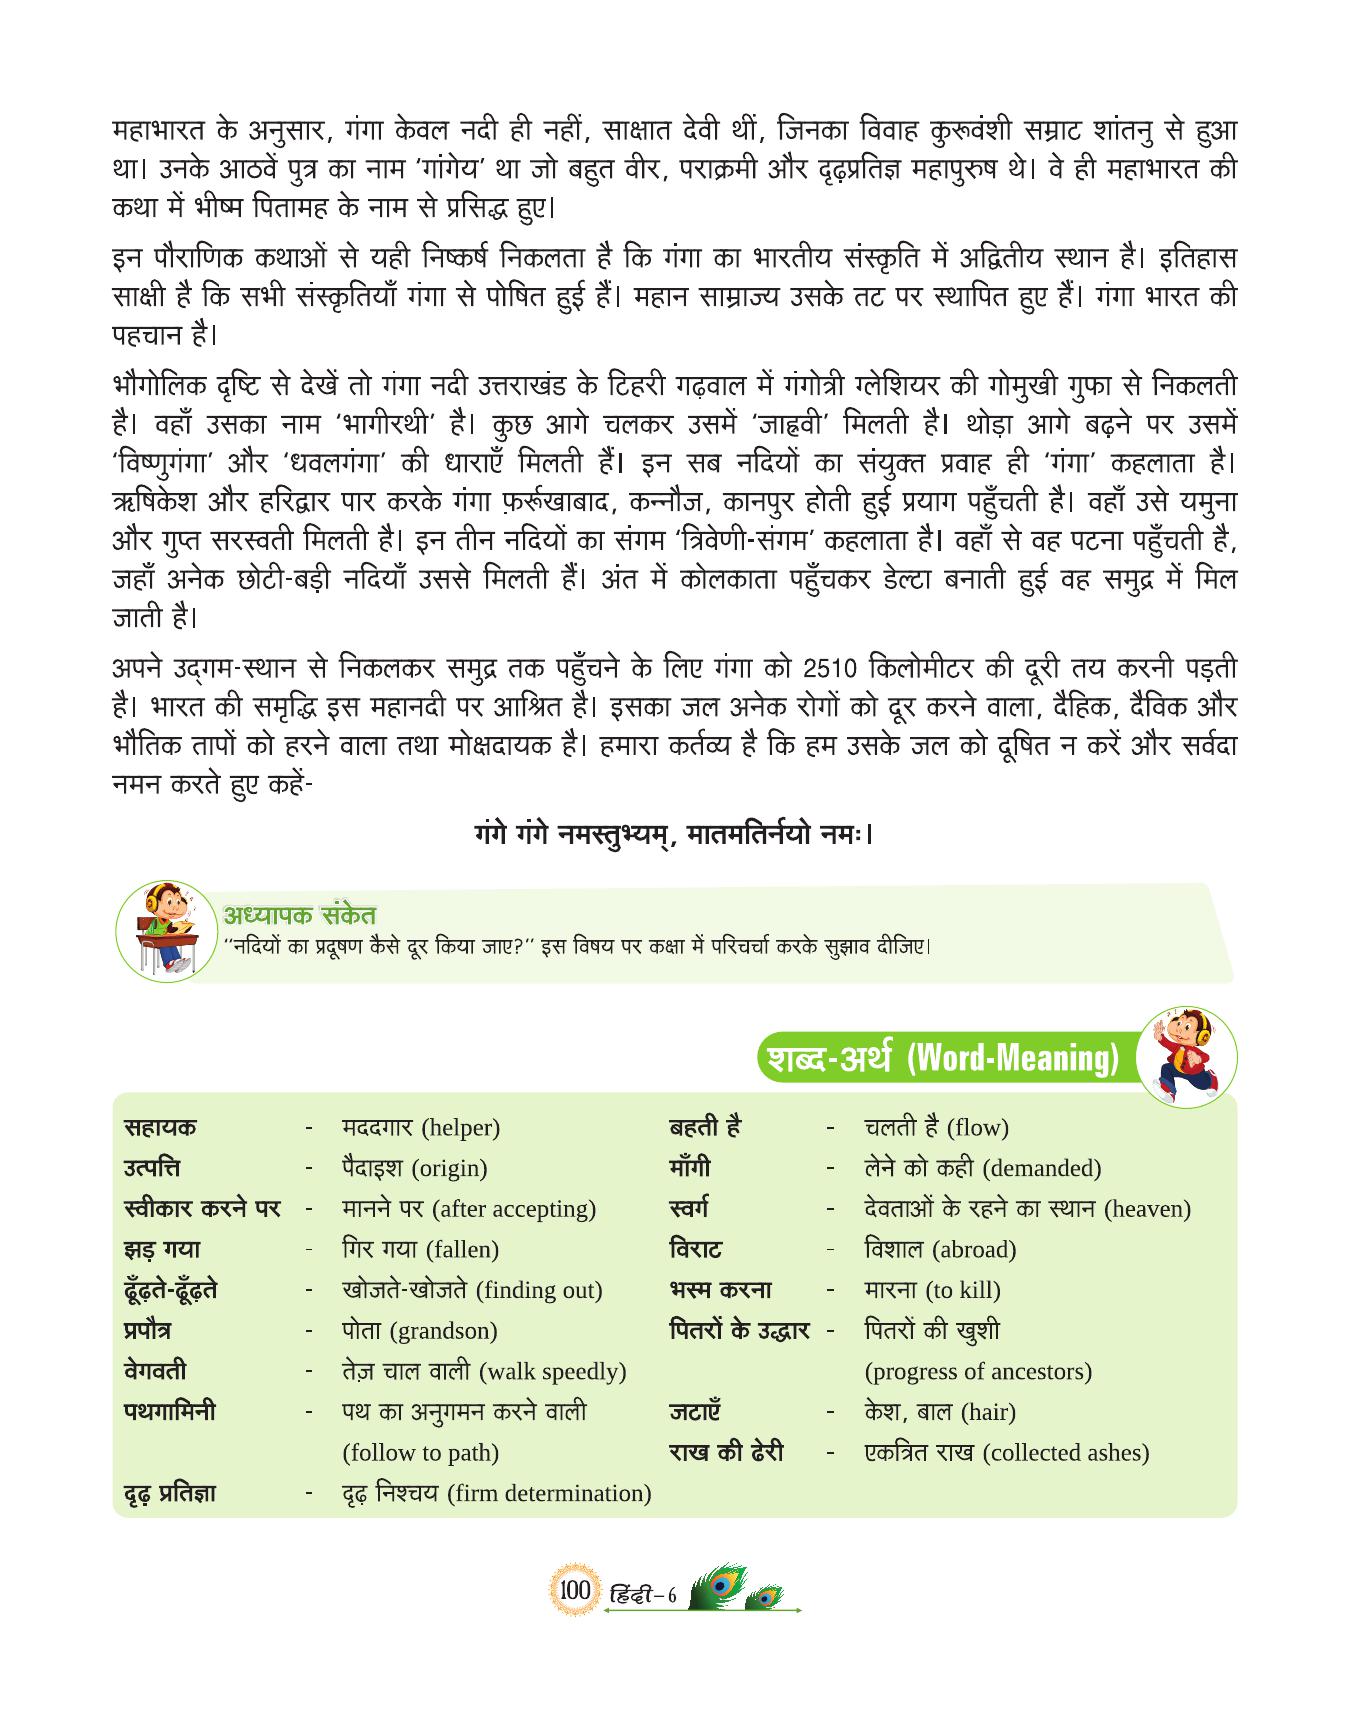 महाभारत के अनुसार, गंगा केवल नदी ही नहीं, साक्षात देवी थीं, जिनका विवाह कुरूवंशी सम्राट शांतनु से हुआ
था। उनके आठवें पुत्र का नाम ‘गांगेय’ था जो बहुत वीर, पराक्रमी और दृढ़प्रतिज्ञ महापुरुष थे। वे ही महाभारत की
कथा में भीष्म पितामह के नाम से प्रसिद्ध हुए।
इन पौराणिक कथाओं से यही निष्कर्ष निकलता है कि गंगा का भारतीय संस्कृति में अद्वितीय स्थान है। इतिहास
साक्षी है कि सभी संस्कृतियाँ गंगा से पोषित हुई हैं। महान साम्राज्य उसके तट पर स्थापित हुए हैं। गंगा भारत की
पहचान है।
भौगोलिक दृष्टि से देखें तो गंगा नदी उत्तराखंड के टिहरी गढ़वाल में गंगोत्री ग्लेशियर की गोमुखी गुफा से निकलती
है। वहाँ उसका नाम ‘भागीरथी’ है। कुछ आगे चलकर उसमें ‘जाह्नवी’ मिलती है। थोड़ा आगे बढ़ने पर उसमें
‘विष्णुगंगा’ और ‘धवलगंगा’ की धाराएँ मिलती हैं। इन सब नदियों का संयुक्त प्रवाह ही ‘गंगा’ कहलाता है।
ऋषिकेश और हरिद्वार पार करके गंगा फ़र्रूखाबाद, कन्नौज, कानपुर होती हुई प्रयाग पहुँचती है। वहाँ उसे यमुना
और गुप्त सरस्वती मिलती है। इन तीन नदियों का संगम ‘त्रिवेणी-संगम’ कहलाता है। वहाँ से वह पटना पहुँचती है,
जहाँ अनेक छोटी-बड़ी नदियाँ उससे मिलती हैं। अंत में कोलकाता पहुँचकर डेल्टा बनाती हुई वह समुद्र में मिल
जाती है।
अपने उद्‌गम-स्थान से निकलकर समुद्र तक पहुँचने के लिए गंगा को 2510 किलोमीटर की दूरी तय करनी पड़ती
है। भारत की समृद्धि इस महानदी पर आश्रित है। इसका जल अनेक रोगों को दूर करने वाला, दैहिक, दैविक और
भौतिक तापों को हरने वाला तथा मोक्षदायक है। हमारा कर्तव्य है कि हम उसके जल को दूषित न करें और सर्वदा
नमन करते हुए कहें-
गंगे गंगे नमस्तुभ्यम्, मातमतिर्नयो नमः।
अध्यापक संकेत
‘‘नदियों का प्रदूषण कैसे दूर किया जाए?’’ इस विषय पर कक्षा में परिचर्चा करके सुझाव दीजिए।
शब्द-अर्थ (Word-Meaning)
सहायक - मददगार (helper)
उत्पत्ति - पैदाइश (origin)
स्वीकार करने पर - मानने पर (after accepting)
झड़ गया - गिर गया (fallen)
ढूँढ़ते-ढूँढ़ते - खोजते-खोजते (finding out)
प्रपौत्र - पोता (grandson)
वेगवती - तेज़ चाल वाली (walk speedly)
पथगामिनी - पथ का अनुगमन करने वाली
(follow to path)
दृढ़ प्रतिज्ञा - दृढ़ निश्चय (firm determination)
बहती है - चलती है (flow)
माँगी - लेने को कही (demanded)
स्वर्ग - देवताओं के रहने का स्थान (heaven)
विराट - विशाल (abroad)
भस्म करना - मारना (to kill)
पितरों के उद्धार - पितरों की खुशी
(progress of ancestors)
जटाएँ - केश, बाल (hair)
राख की ढेरी - एकत्रित राख (collected ashes)
100 हिंदी–6